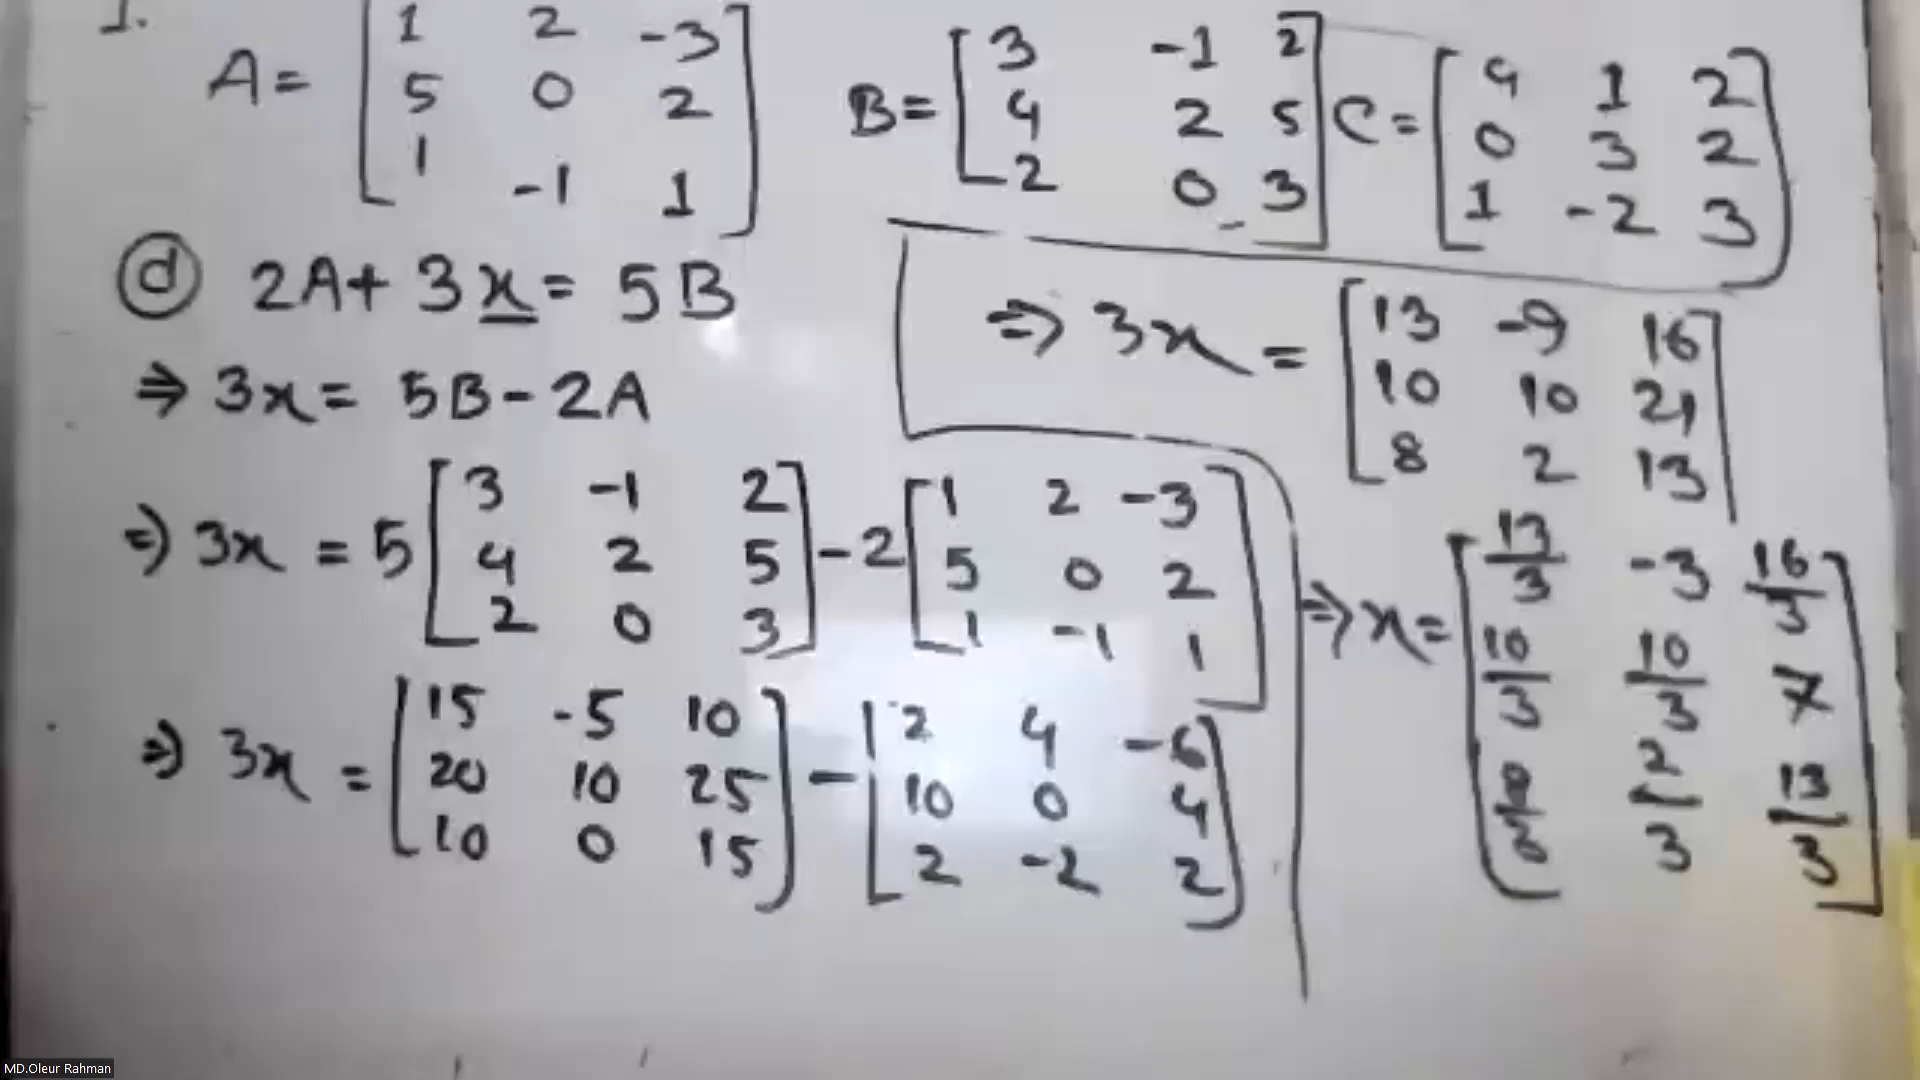 1.
A = [1 2 -3
5 0 2
1 -1 1]
B = [3 -1 2
4 2 5
2 0 3]
C = [4 1 2
0 3 2
1 -2 3]
(d) 2A + 3x = 5B
⇒ 3x = 5B - 2A
⇒ 3x = 5 [3 -1 2
4 2 5
2 0 3] - 2 [1 2 -3
5 0 2
1 -1 1]
⇒ 3x = [15 -5 10
20 10 25
10 0 15] - [2 4 -6
10 0 4
2 -2 2]
⇒ 3x = [13 -9 16
10 10 21
8 2 13]
⇒ x = [13/3 -3 16/3
10/3 10/3 7
8/3 2/3 13/3]
MD.Oleur Rahman